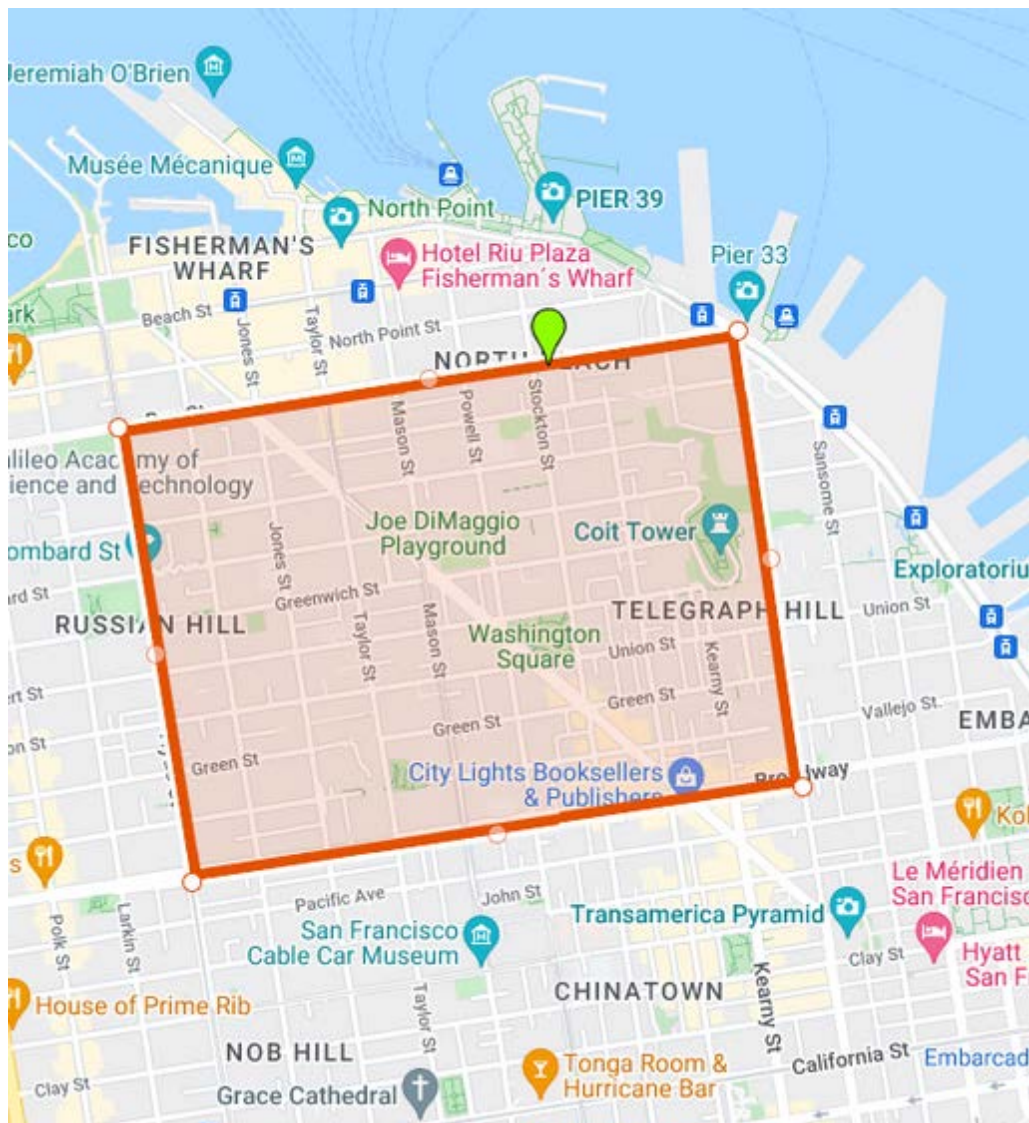 Jeremiah O'Brien
Musée Mécanique
North Point
PIER 39
FISHERMAN'S
WHARF
Hotel Riu Plaza
Fisherman´s Wharf
Pier 33
Beach St
Jones St
Taylor St
North Point St
Mason St
Powell St
Stockton St
Sansome St
Joe DiMaggio
Playground
Coit Tower
Jones St
Greenwich St
Exploratoriu
RUSSIAN HILL
Taylor St
Mason St
Washington
Square
TELEGRAPH HILL
Union St
Union St
Kearny St
Green St
Green St
Vallejo St
EMBA
Green St
City Lights Booksellers
& Publishers
Pacific Ave
John St
Polk St
Larkin St
San Francisco
Cable Car Museum
Transamerica Pyramid
Le Méridien
San Francisc
Clay St
Hyatt
San F
House of Prime Rib
Taylor St
CHINATOWN
Kearny St
NOB HILL
California St
Clay St
Grace Cathedral
Tonga Room &
Hurricane Bar
Embarcad